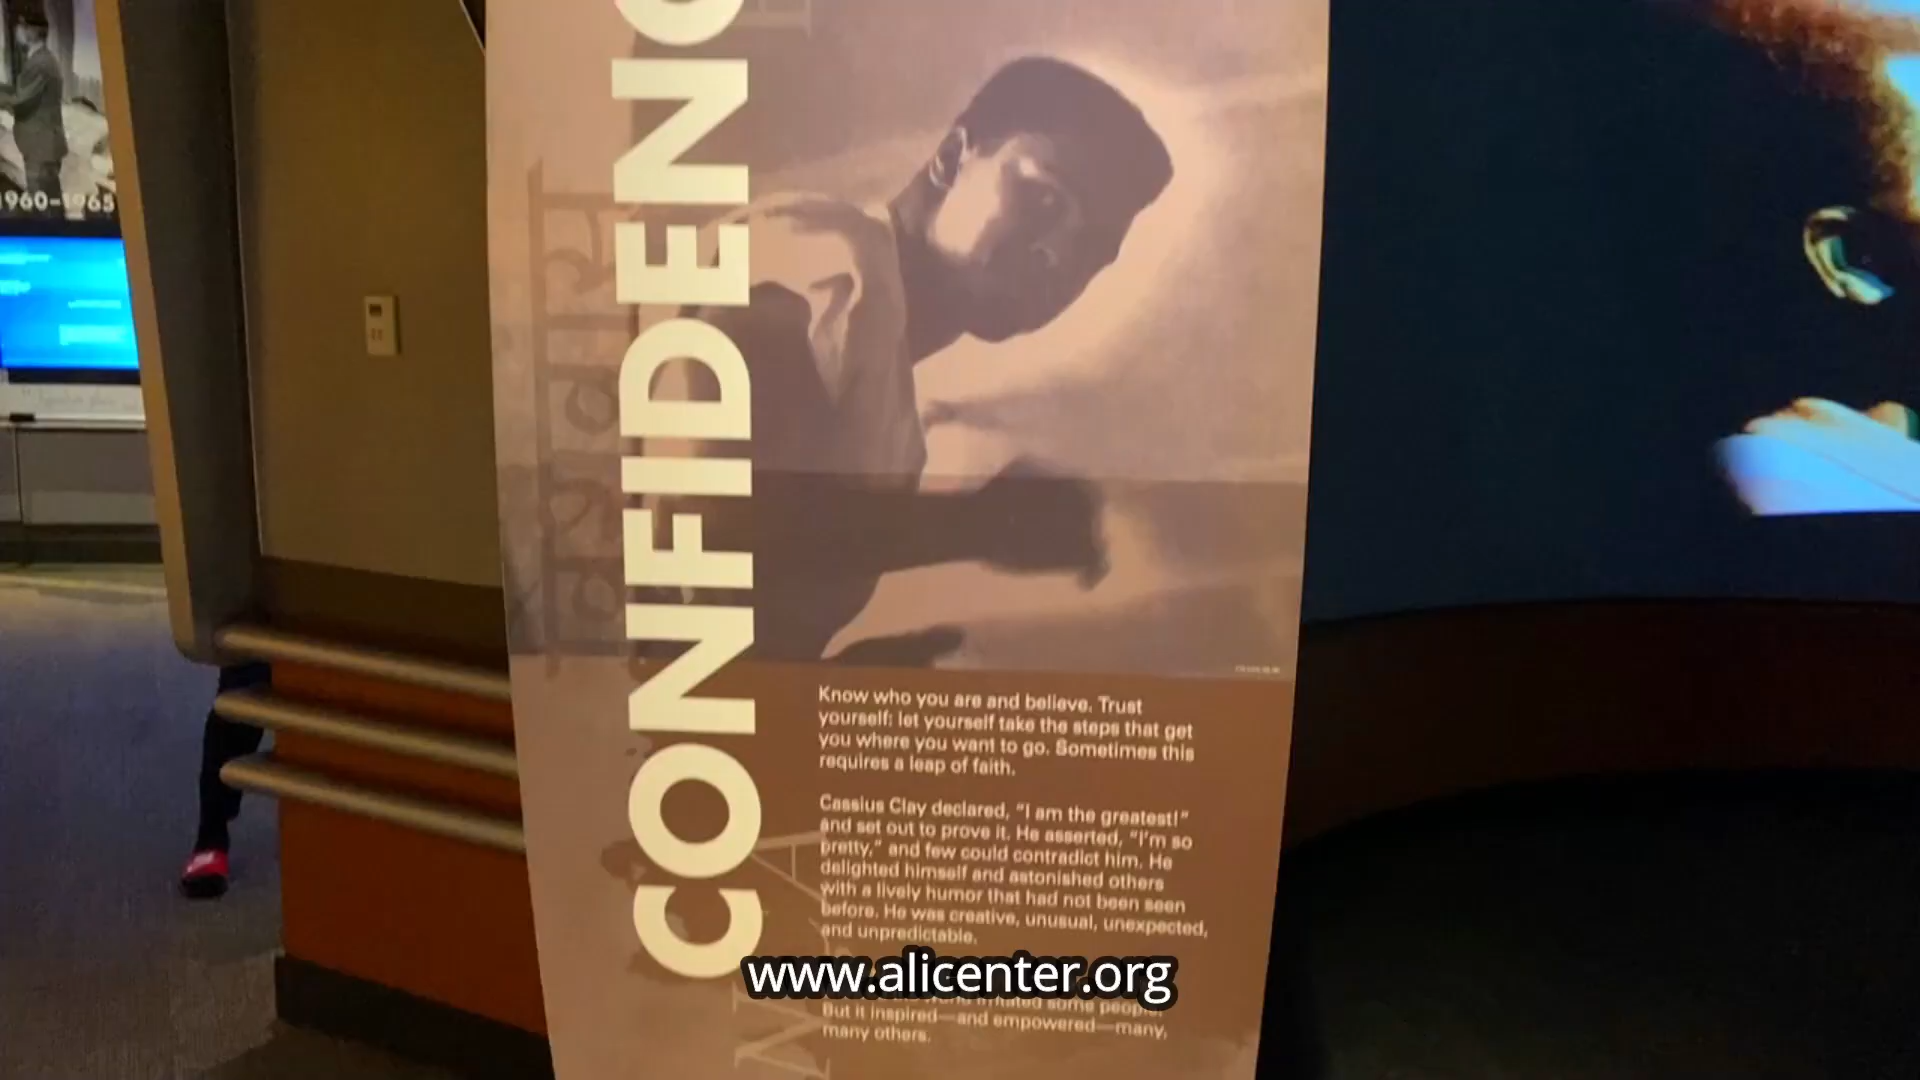 1960-1965
CONFIDENC
Know who you are and believe. Trust
yourself: let yourself take the steps that get
you where you want to go. Sometimes this
requires a leap of faith.
Cassius Clay declared, “I am the greatest!”
and set out to prove it. He asserted, “I'm so
pretty,” and few could contradict him. He
delighted himself and astonished others
with a lively humor that had not been seen
before. He was creative, unusual, unexpected,
and unpredictable.
www.alicenter.org
irritated some people.
But it inspired—and empowered—many,
many others.